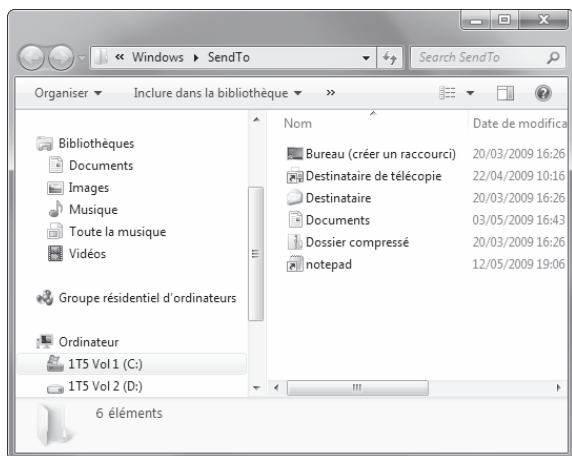 « Windows ▸ SendTo
Search SendTo
Organiser ▼ Inclure dans la bibliothèque ▼ »
Bibliothèques
Documents
Images
Musique
Toute la musique
Vidéos
Groupe résidentiel d'ordinateurs
Ordinateur
1T5 Vol 1 (C:)
1T5 Vol 2 (D:)
Nom Date de modifica
Bureau (créer un raccourci) 20/03/2009 16:26
Destinataire de télécopie 22/04/2009 10:16
Destinataire 20/03/2009 16:26
Documents 03/05/2009 16:43
Dossier compressé 20/03/2009 16:26
notepad 12/05/2009 19:06
6 éléments